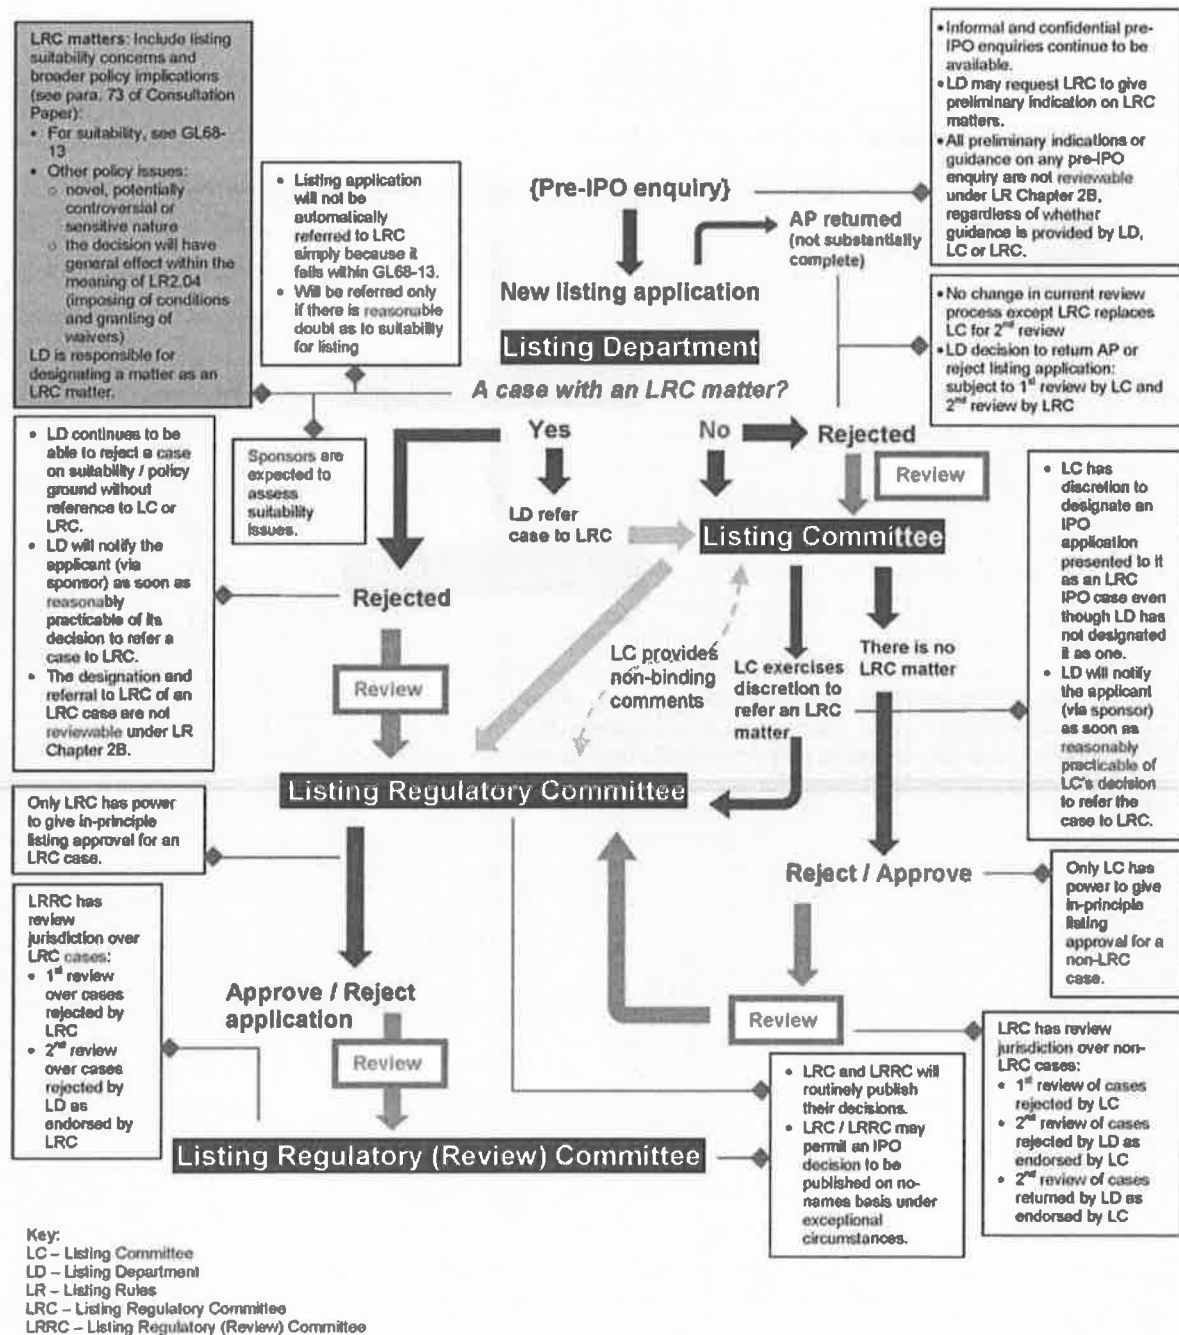 LRC matters: Include listing
suitability concerns and
broader policy implications
(see para. 73 of Consultation
Paper):
• For suitability, see GL68-
13
• Other policy issues:
o novel, potentially
controversial or
sensitive nature
o the decision will have
general effect within the
meaning of LR2.04
(imposing of conditions
and granting of
waivers)
LD is responsible for
designating a matter as an
LRC matter.
• Listing application
will not be
automatically
referred to LRC
simply because it
falls within GL68-13.
• Will be referred only
if there is reasonable
doubt as to suitability
for listing
{Pre-IPO enquiry}
• Informal and confidential pre-
IPO enquiries continue to be
available.
• LD may request LRC to give
preliminary indication on LRC
matters.
• All preliminary indications or
guidance on any pre-IPO
enquiry are not reviewable
under LR Chapter 2B,
regardless of whether
guidance is provided by LD,
LC or LRC.
AP returned
(not substantially
complete)
New listing application
Listing Department
A case with an LRC matter?
• No change in current review
process except LRC replaces
LC for 2nd review
• LD decision to return AP or
reject listing application:
subject to 1st review by LC and
2nd review by LRC
• LD continues to be
able to reject a case
on suitability / policy
ground without
reference to LC or
LRC.
• LD will notify the
applicant (via
sponsor) as soon as
reasonably
practicable of its
decision to refer a
case to LRC.
• The designation and
referral to LRC of an
LRC case are not
reviewable under LR
Chapter 2B.
Sponsors are
expected to
assess
suitability
issues.
Yes
No
Rejected
Review
LD refer
case to LRC
Listing Committee
• LC has
discretion to
designate an
IPO
application
presented to it
as an LRC
IPO case even
though LD has
not designated
it as one.
• LD will notify
the applicant
(via sponsor)
as soon as
reasonably
practicable of
LC's decision
to refer the
case to LRC.
Rejected
Review
LC provides
non-binding
comments
LC exercises
discretion to
refer an LRC
matter
There is no
LRC matter
Listing Regulatory Committee
Only LRC has power
to give in-principle
listing approval for an
LRC case.
Reject / Approve
Only LC has
power to give
in-principle
listing
approval for a
non-LRC
case.
LRRC has
review
jurisdiction over
LRC cases:
• 1st review
over cases
rejected by
LRC
• 2nd review
over cases
rejected by
LD as
endorsed by
LRC
Approve / Reject
application
Review
Review
LRC has review
jurisdiction over non-
LRC cases:
• 1st review of cases
rejected by LC
• 2nd review of cases
rejected by LD as
endorsed by LC
• 2nd review of cases
returned by LD as
endorsed by LC
• LRC and LRRC will
routinely publish
their decisions.
• LRC / LRRC may
permit an IPO
decision to be
published on no-
names basis under
exceptional
circumstances.
Listing Regulatory (Review) Committee
Key:
LC – Listing Committee
LD – Listing Department
LR – Listing Rules
LRC – Listing Regulatory Committee
LRRC – Listing Regulatory (Review) Committee